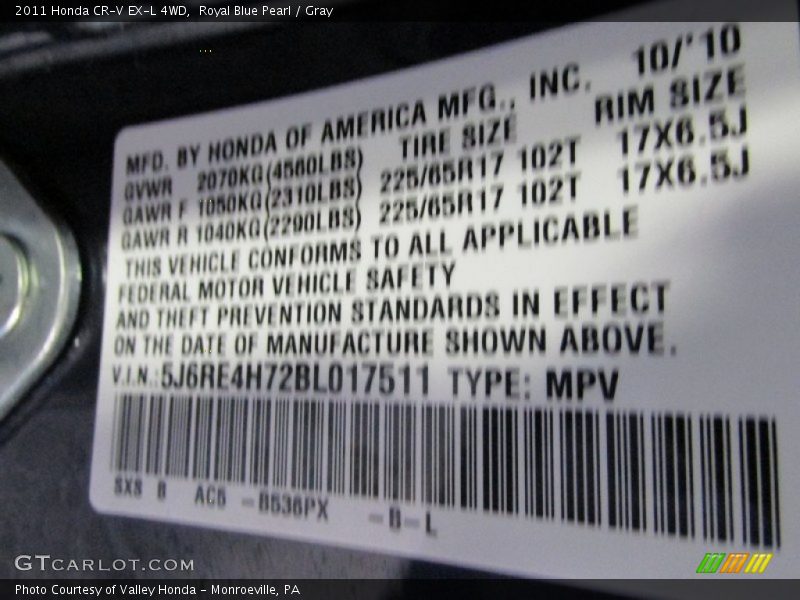 2011 Honda CR-V EX-L 4WD, Royal Blue Pearl / Gray
10/'10
MFD. BY HONDA OF AMERICA MFG., INC.
TIRE SIZE RIM SIZE
GVWR 2070KG(4560LBS)
GAWR F 1050KG(2310LBS) 225/65R17 102T 17X6.5J
GAWR R 1040KG(2290LBS) 225/65R17 102T 17X6.5J
THIS VEHICLE CONFORMS TO ALL APPLICABLE
FEDERAL MOTOR VEHICLE SAFETY
AND THEFT PREVENTION STANDARDS IN EFFECT
ON THE DATE OF MANUFACTURE SHOWN ABOVE.
V.I.N.:5J6RE4H72BL017511 TYPE: MPV
SXS B AC5 -B536PX -B-L
GTCARLOT.COM
Photo Courtesy of Valley Honda - Monroeville, PA